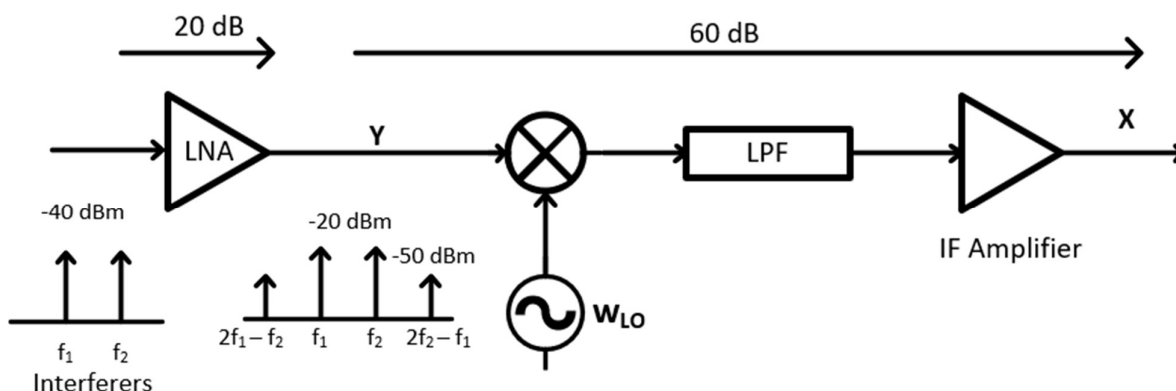 20 dB
60 dB
LNA
Y
LPF
X
-40 dBm
-20 dBm
-50 dBm
IF Amplifier
W_LO
f₁ f₂
2f₁ – f₂ f₁ f₂ 2f₂ – f₁
Interferers